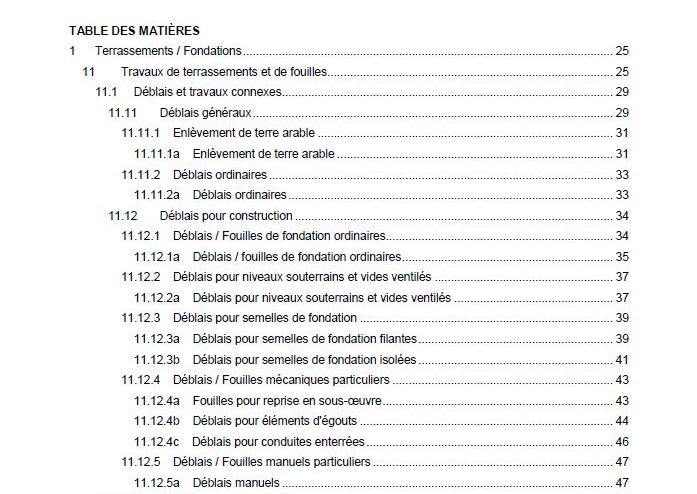 TABLE DES MATIÈRES
1 Terrassements / Fondations 25
11 Travaux de terrassements et de fouilles 25
11.1 Déblais et travaux connexes 29
11.11 Déblais généraux 29
11.11.1 Enlèvement de terre arable 31
11.11.1a Enlèvement de terre arable 31
11.11.2 Déblais ordinaires 33
11.11.2a Déblais ordinaires 33
11.12 Déblais pour construction 34
11.12.1 Déblais / Fouilles de fondation ordinaires 34
11.12.1a Déblais / fouilles de fondation ordinaires 35
11.12.2 Déblais pour niveaux souterrains et vides ventilés 37
11.12.2a Déblais pour niveaux souterrains et vides ventilés 37
11.12.3 Déblais pour semelles de fondation 39
11.12.3a Déblais pour semelles de fondation filantes 39
11.12.3b Déblais pour semelles de fondation isolées 41
11.12.4 Déblais / Fouilles mécaniques particuliers 43
11.12.4a Fouilles pour reprise en sous-œuvre 43
11.12.4b Déblais pour éléments d'égouts 44
11.12.4c Déblais pour conduites enterrées 46
11.12.5 Déblais / Fouilles manuels particuliers 47
11.12.5a Déblais manuels 47